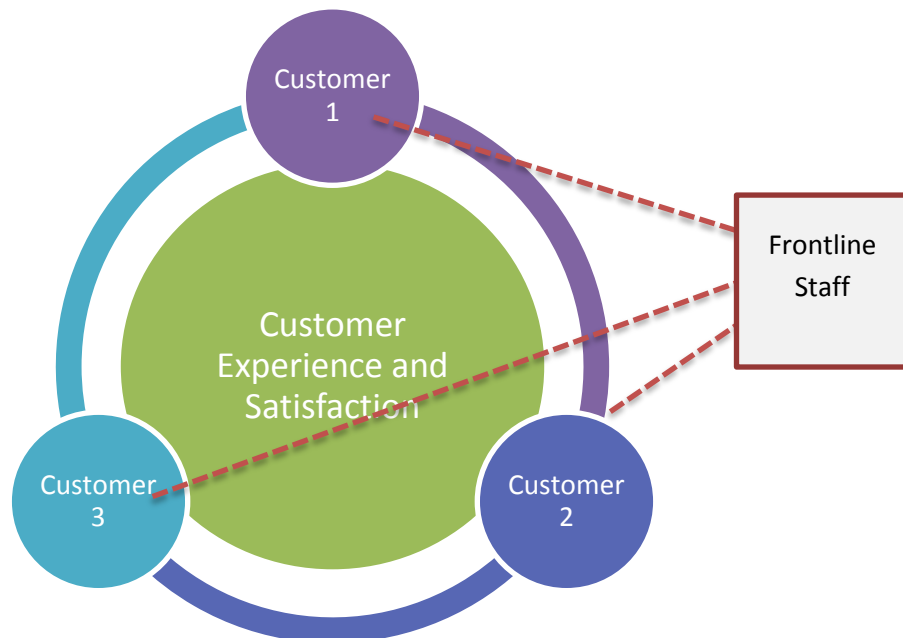 Customer
1
Frontline
Staff
Customer
Experience and
Satisfaction
Customer
3
Customer
2